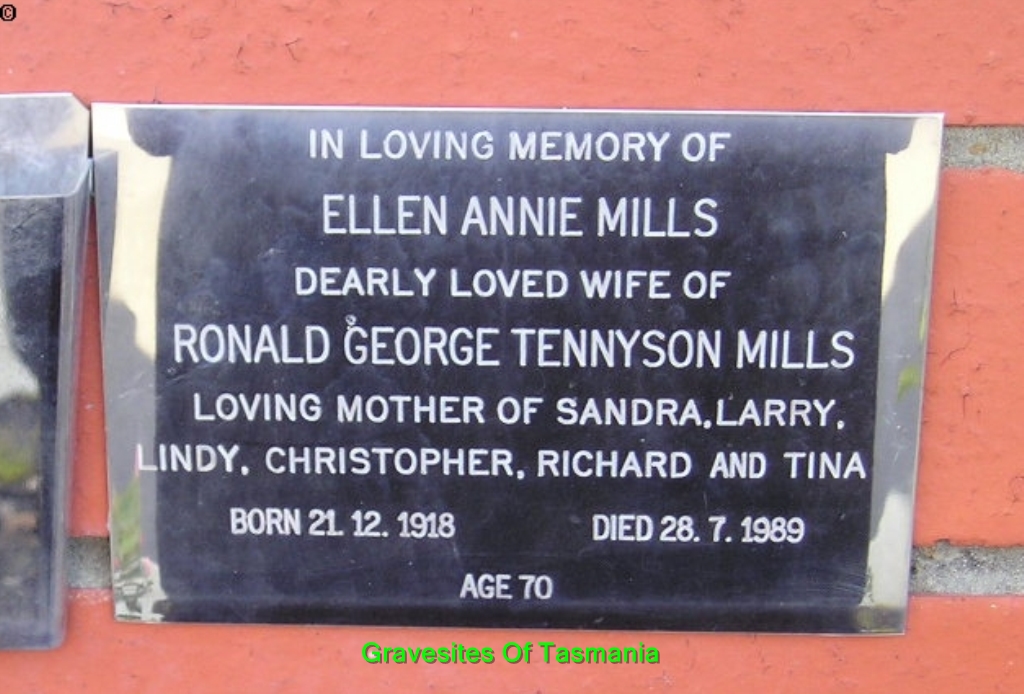 ©
IN LOVING MEMORY OF
ELLEN ANNIE MILLS
DEARLY LOVED WIFE OF
RONALD GEORGE TENNYSON MILLS
LOVING MOTHER OF SANDRA, LARRY,
LINDY, CHRISTOPHER, RICHARD AND TINA
BORN 21. 12. 1918 DIED 28. 7. 1989
AGE 70
Gravesites Of Tasmania